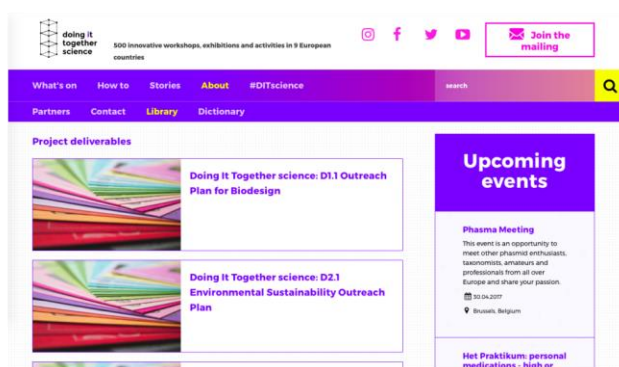 doing it
together
science
500 innovative workshops, exhibitions and activities in 9 European
countries
Join the
mailing
What's on How to Stories About #DITscience
search
Partners Contact Library Dictionary
Project deliverables
Doing It Together science: D1.1 Outreach
Plan for Biodesign
Doing It Together science: D2.1
Environmental Sustainability Outreach
Plan
Upcoming
events
Phasma Meeting
This event is an opportunity to
meet other phasmid enthusiasts,
taxonomists, amateurs and
professionals from all over
Europe and share your passion.
30.04.2017
Brussels, Belgium
Het Praktikum: personal
medications - high or